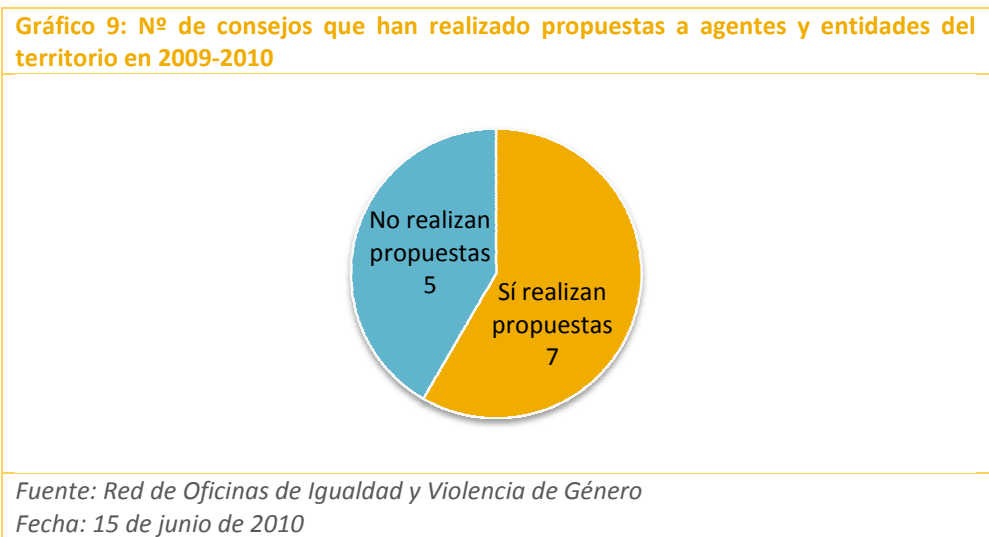 Gráfico 9: Nº de consejos que han realizado propuestas a agentes y entidades del
territorio en 2009-2010
No realizan
propuestas
5
Sí realizan
propuestas
7
Fuente: Red de Oficinas de Igualdad y Violencia de Género
Fecha: 15 de junio de 2010